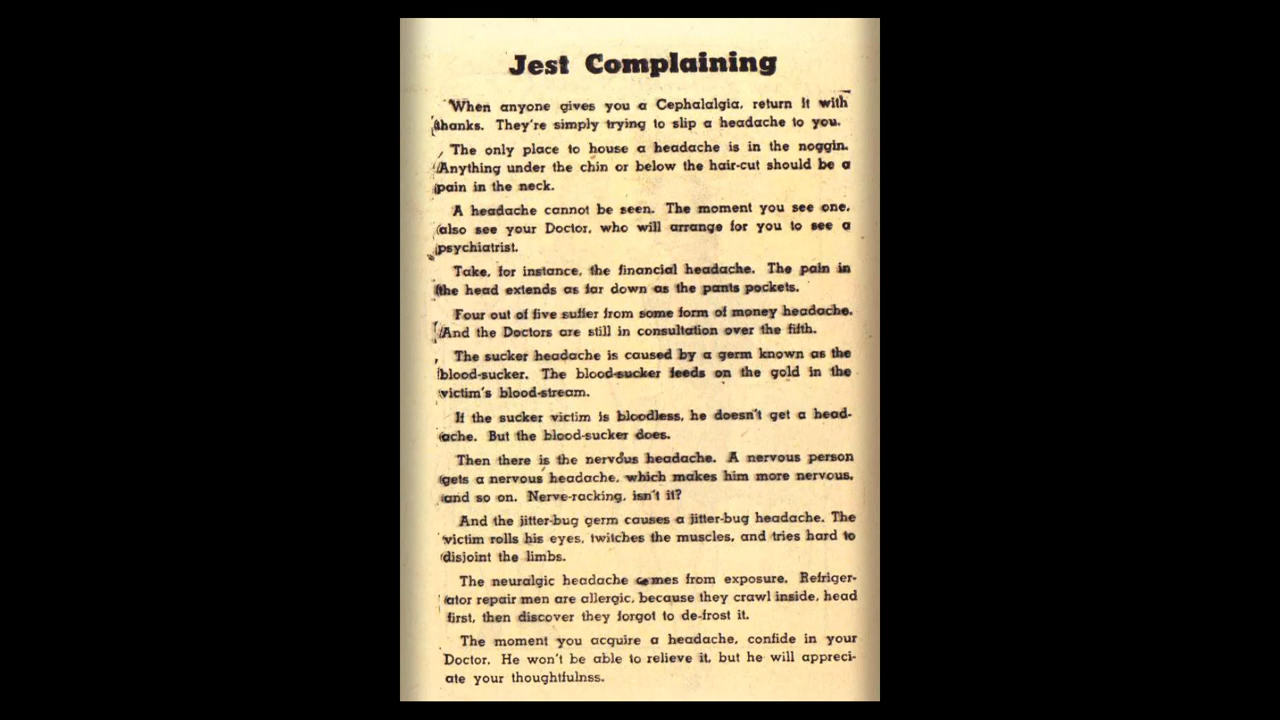 Jest Complaining
When anyone gives you a Cephalalgia, return it with
thanks. They're simply trying to slip a headache to you.
The only place to house a headache is in the noggin.
Anything under the chin or below the hair-cut should be a
pain in the neck.
A headache cannot be seen. The moment you see one,
also see your Doctor, who will arrange for you to see a
psychiatrist.
Take, for instance, the financial headache. The pain in
the head extends as far down as the pants pockets.
Four out of five suffer from some form of money headache.
And the Doctors are still in consultation over the fifth.
The sucker headache is caused by a germ known as the
blood-sucker. The blood-sucker feeds on the gold in the
victim's blood-stream.
If the sucker victim is bloodless, he doesn't get a head-
ache. But the blood-sucker does.
Then there is the nervous headache. A nervous person
gets a nervous headache, which makes him more nervous,
and so on. Nerve-racking, isn't it?
And the jitter-bug germ causes a jitter-bug headache. The
victim rolls his eyes, twitches the muscles, and tries hard to
disjoint the limbs.
The neuralgic headache comes from exposure. Refriger-
ator repair men are allergic, because they crawl inside, head
first, then discover they forgot to de-frost it.
The moment you acquire a headache, confide in your
Doctor. He won't be able to relieve it, but he will appreci-
ate your thoughtfulnss.